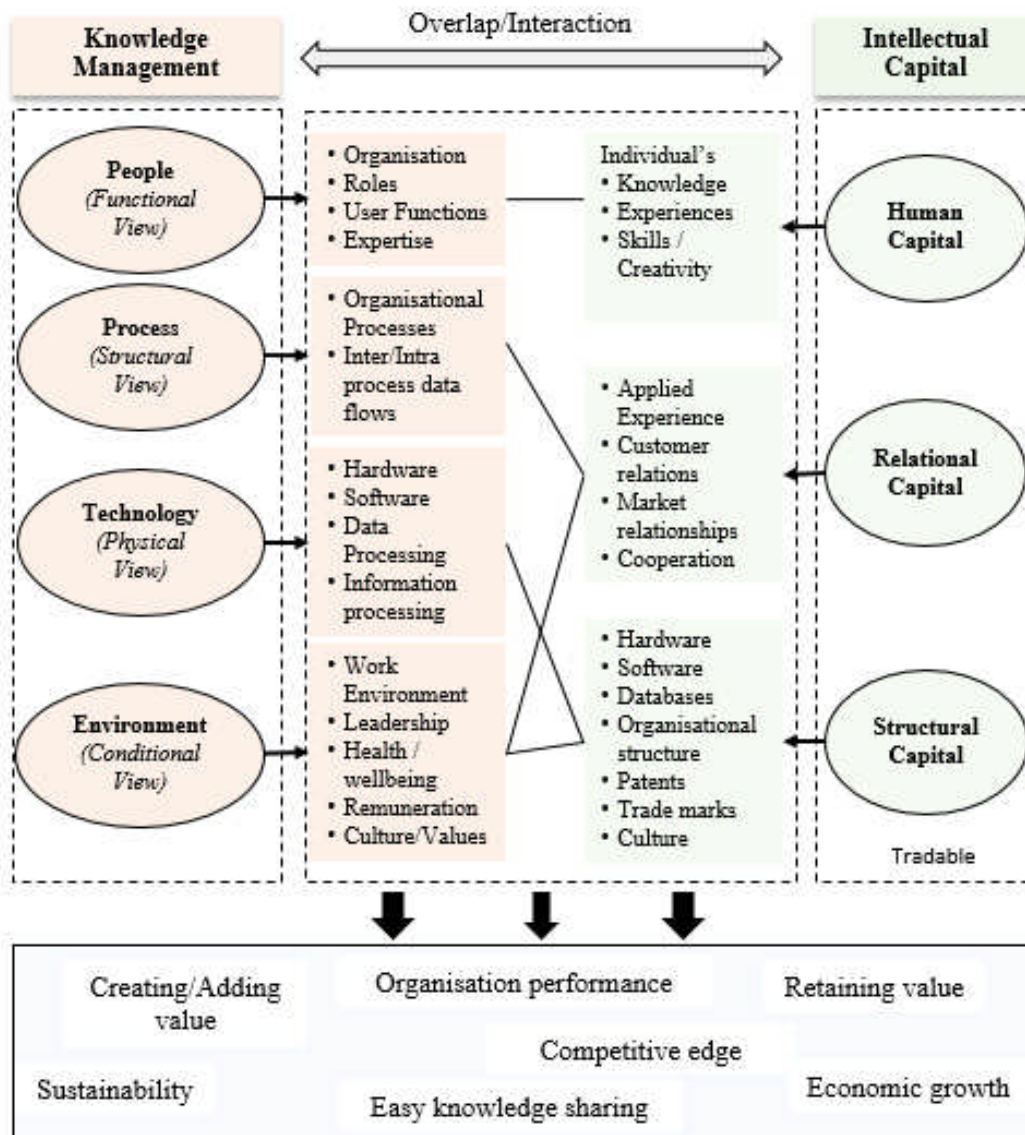 Overlap/Interaction
Knowledge
Management
Intellectual
Capital
People
(Functional
View)
• Organisation
• Roles
• User Functions
• Expertise
Individual's
• Knowledge
• Experiences
• Skills /
Creativity
Human
Capital
Process
(Structural
View)
• Organisational
Processes
• Inter/Intra
process data
flows
• Applied
Experience
• Customer
relations
• Market
relationships
• Cooperation
Relational
Capital
Technology
(Physical
View)
• Hardware
• Software
• Data
Processing
• Information
processing
Environment
(Conditional
View)
• Work
Environment
• Leadership
• Health /
wellbeing
• Remuneration
• Culture/Values
• Hardware
• Software
• Databases
• Organisational
structure
• Patents
• Trade marks
• Culture
Structural
Capital
Tradable
Creating/Adding
value
Organisation performance
Retaining value
Competitive edge
Sustainability
Easy knowledge sharing
Economic growth